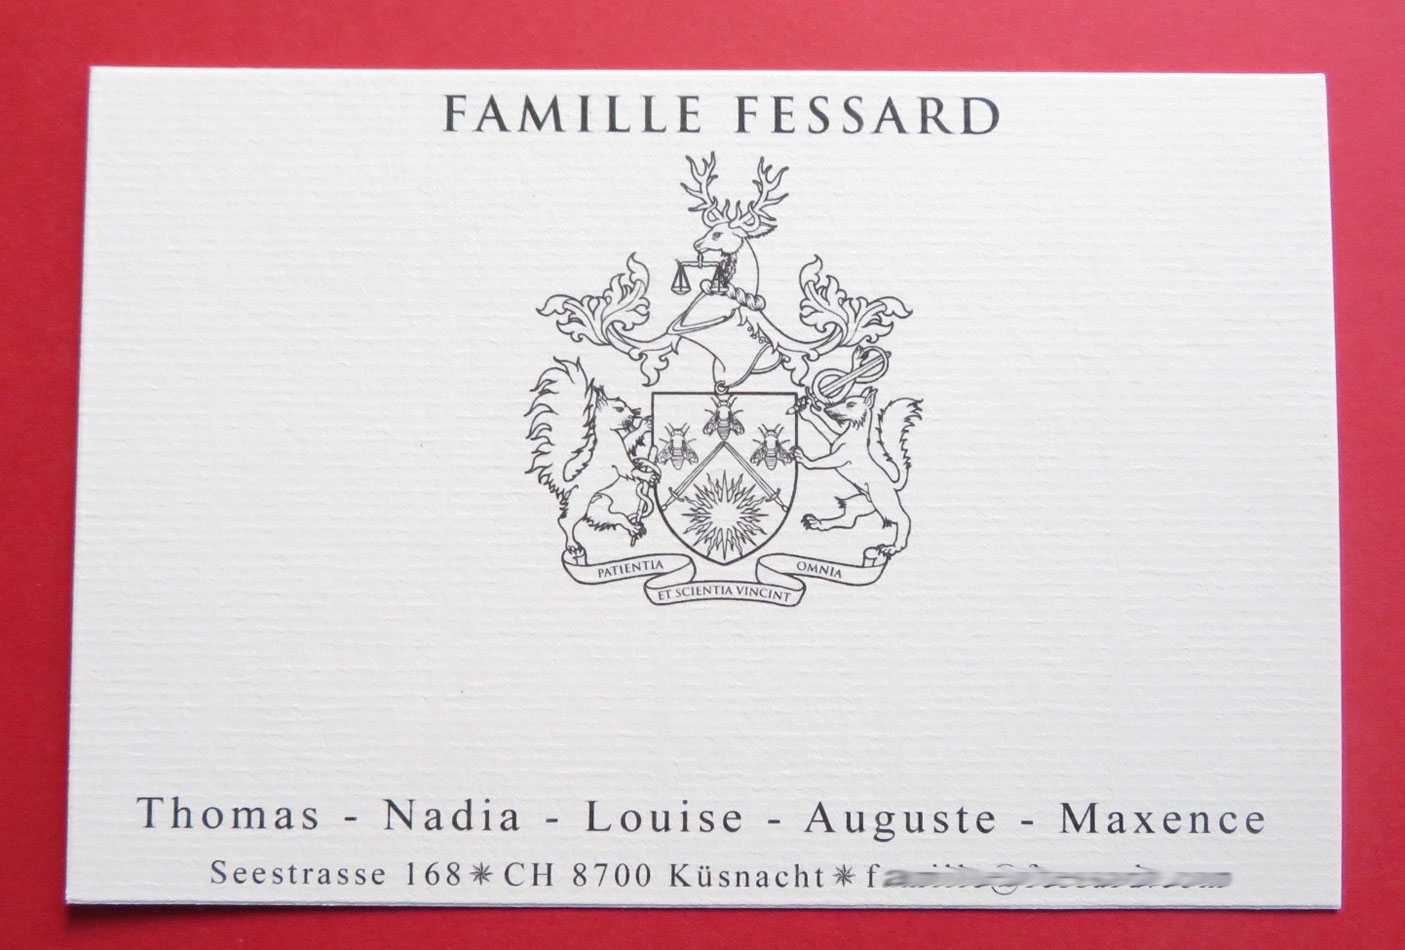 FAMILLE FESSARD
PATIENTIA
ET SCIENTIA VINCINT
OMNIA
Thomas - Nadia - Louise - Auguste - Maxence
Seestrasse 168✴CH 8700 Küsnacht✴